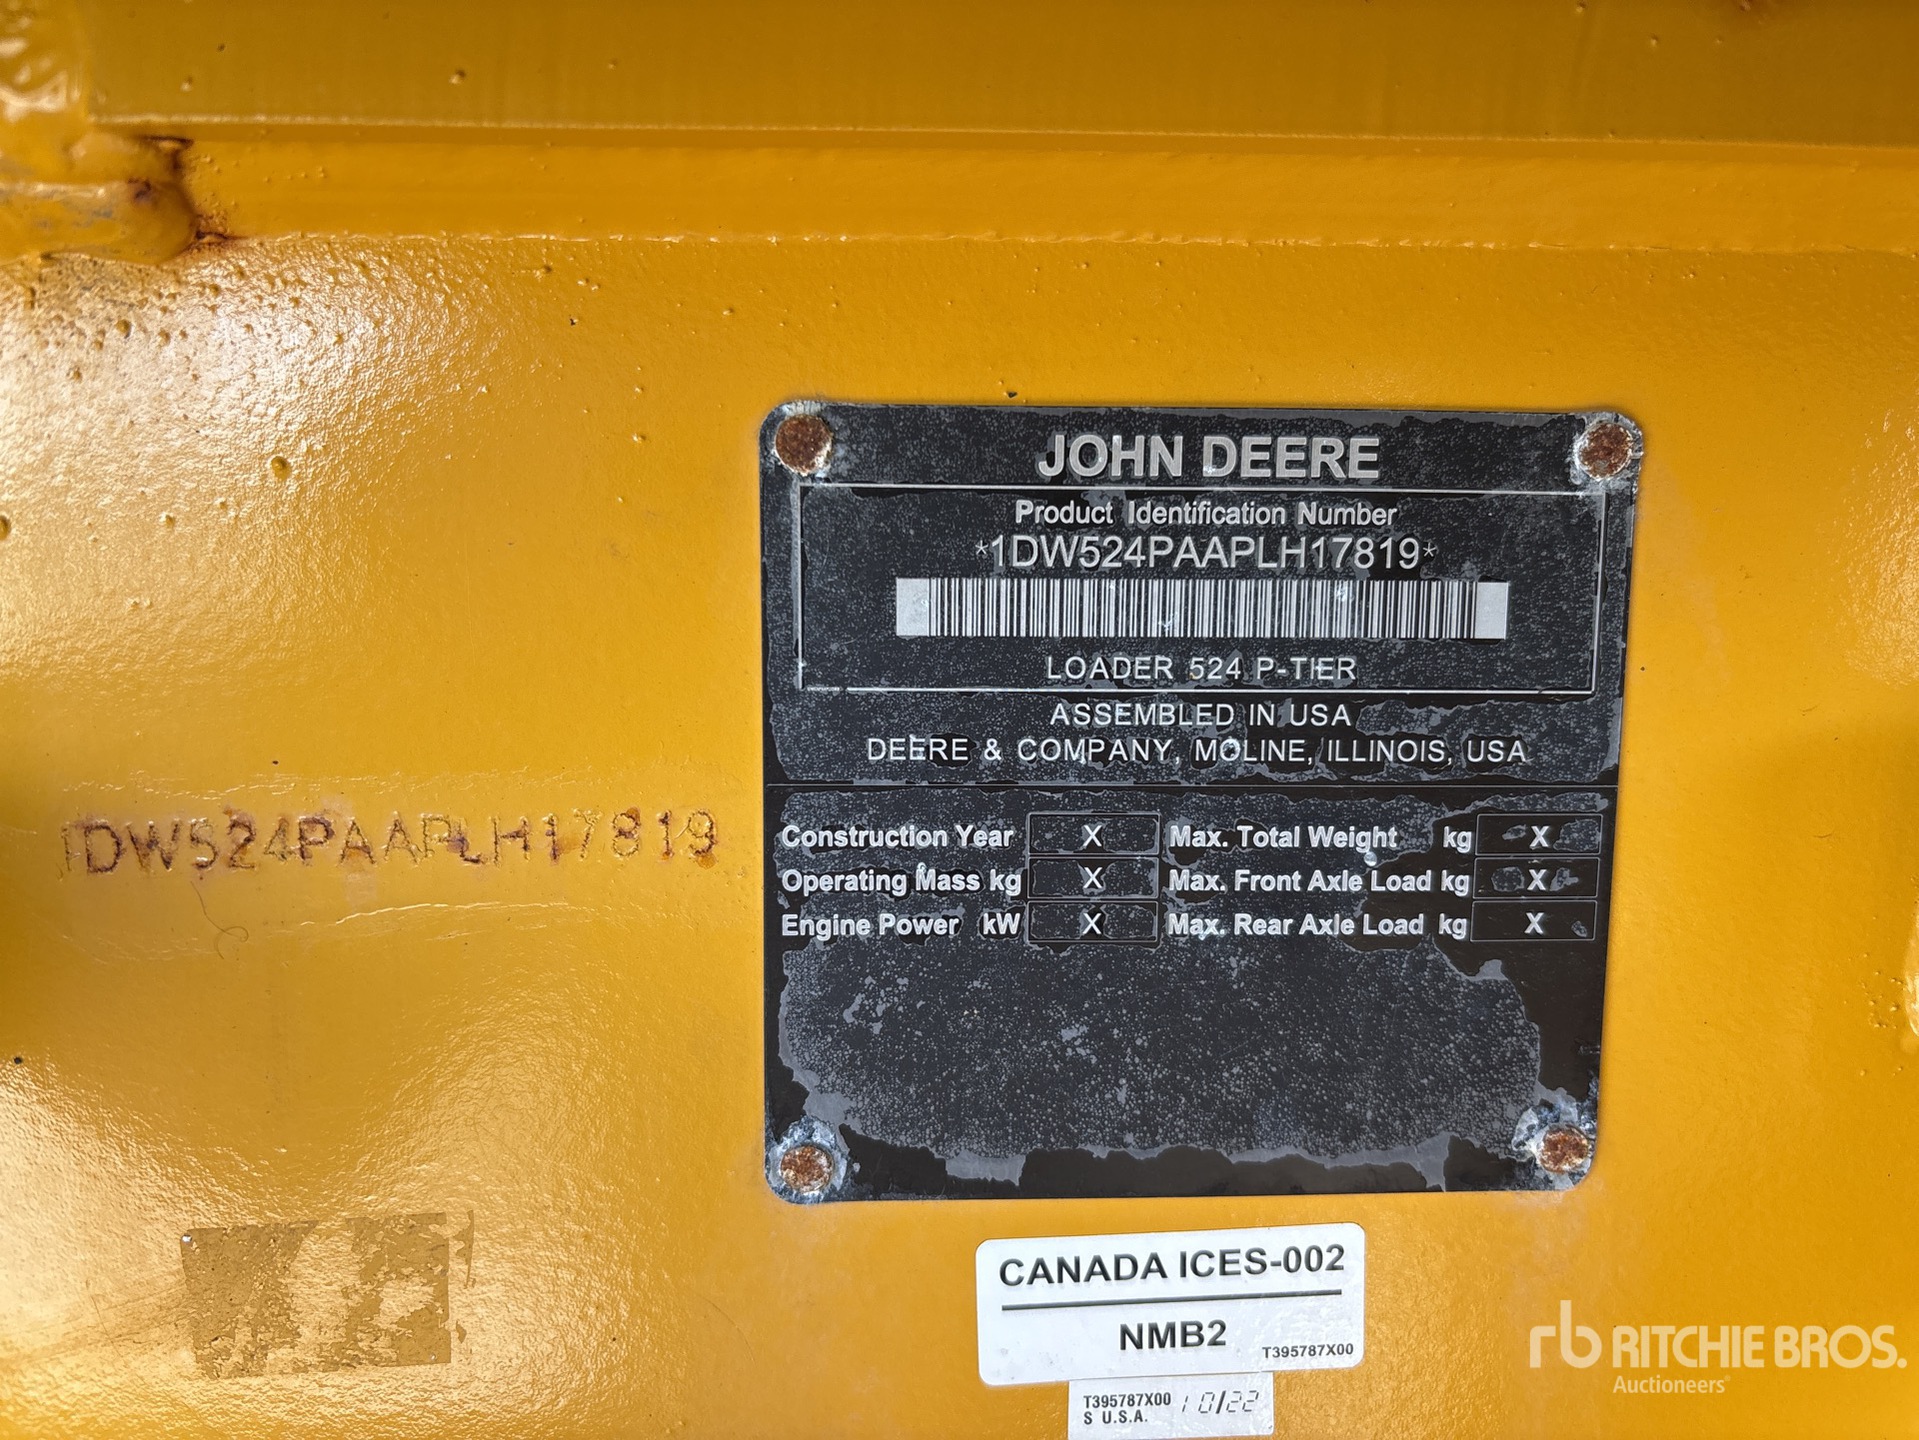 JOHN DEERE
Product Identification Number
*1DW524PAAPLH17819*
LOADER 524 P-TIER
ASSEMBLED IN USA
DEERE & COMPANY, MOLINE, ILLINOIS, USA
1DW524PAAPLH17819
Construction Year X Max. Total Weight kg X
Operating Mass kg X Max. Front Axle Load kg X
Engine Power kW X Max. Rear Axle Load kg X
CANADA ICES-002
NMB2 T395787X00
T395787X00 10/22
S U.S.A.
rb RITCHIE BROS.
Auctioneers